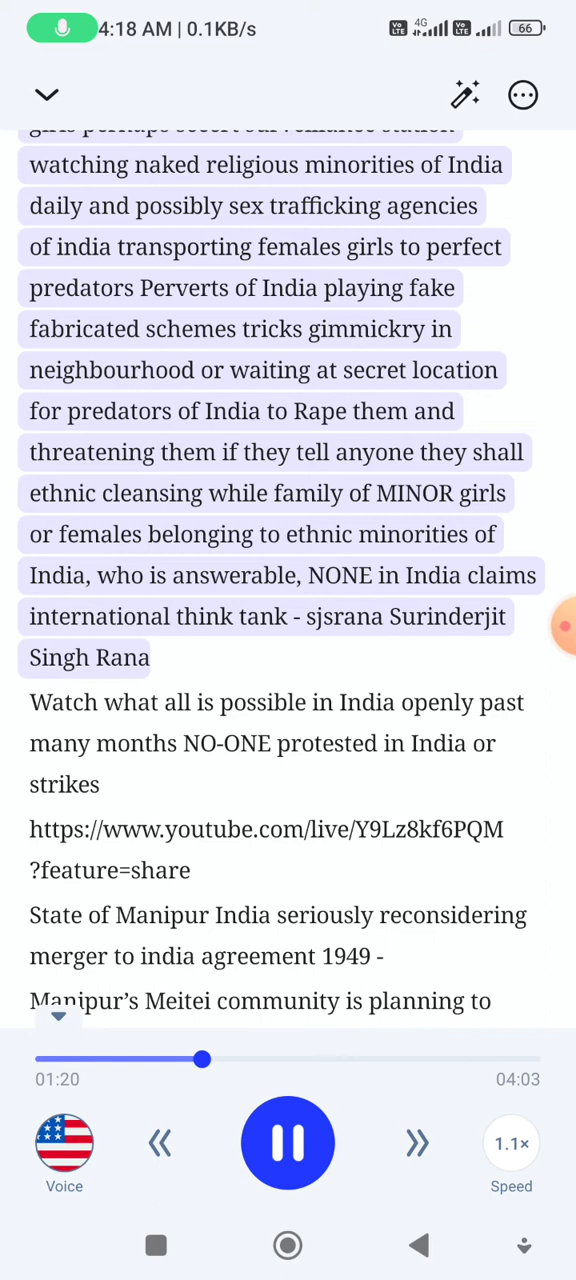 4:18 AM | 0.1KB/s
Vo LTE 4G Vo LTE 66
watching naked religious minorities of India
daily and possibly sex trafficking agencies
of india transporting females girls to perfect
predators Perverts of India playing fake
fabricated schemes tricks gimmickry in
neighbourhood or waiting at secret location
for predators of India to Rape them and
threatening them if they tell anyone they shall
ethnic cleansing while family of MINOR girls
or females belonging to ethnic minorities of
India, who is answerable, NONE in India claims
international think tank - sjsrana Surinderjit
Singh Rana
Watch what all is possible in India openly past
many months NO-ONE protested in India or
strikes
https://www.youtube.com/live/Y9Lz8kf6PQM
?feature=share
State of Manipur India seriously reconsidering
merger to india agreement 1949 -
Manipur’s Meitei community is planning to
01:20
04:03
1.1×
Voice
Speed